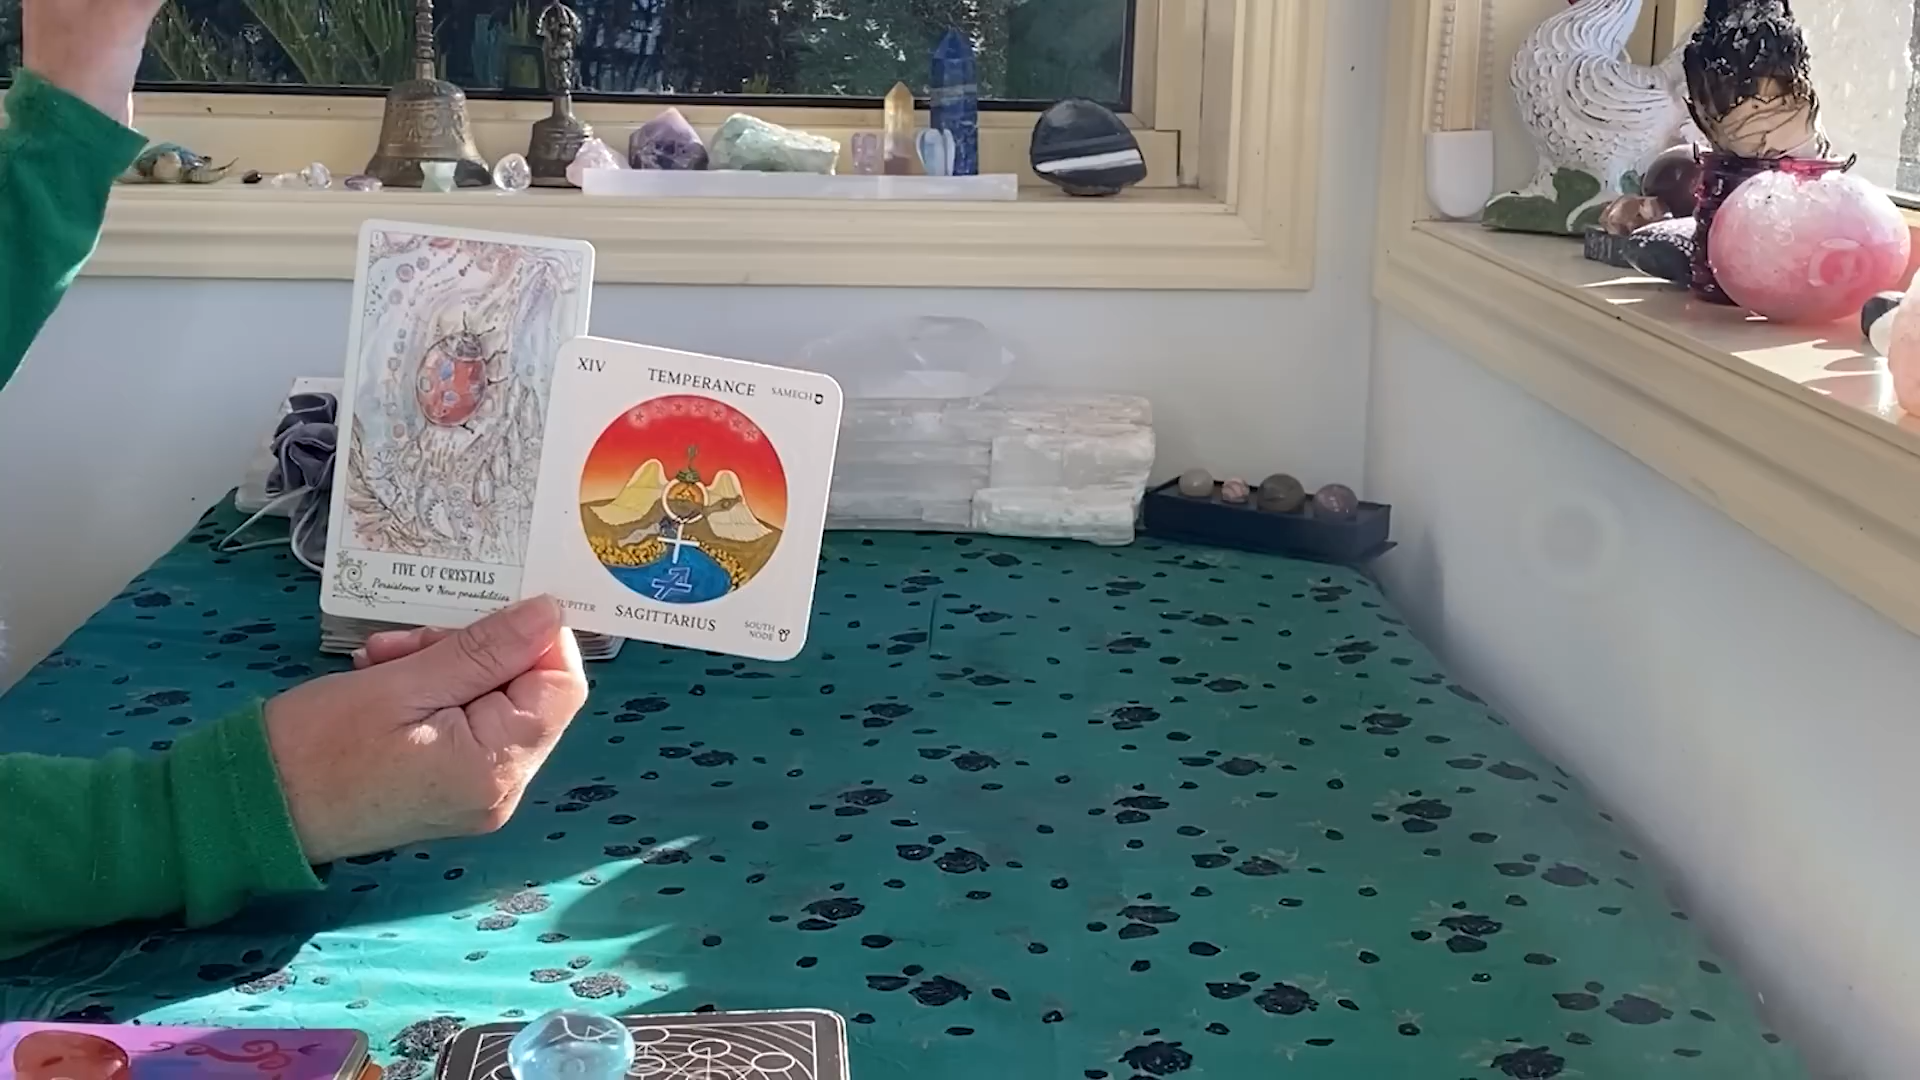 FIVE OF CRYSTALS
Persistence ▽ New possibilities
XIV
TEMPERANCE
SAMECH
JUPITER
SAGITTARIUS
SOUTH
NODE